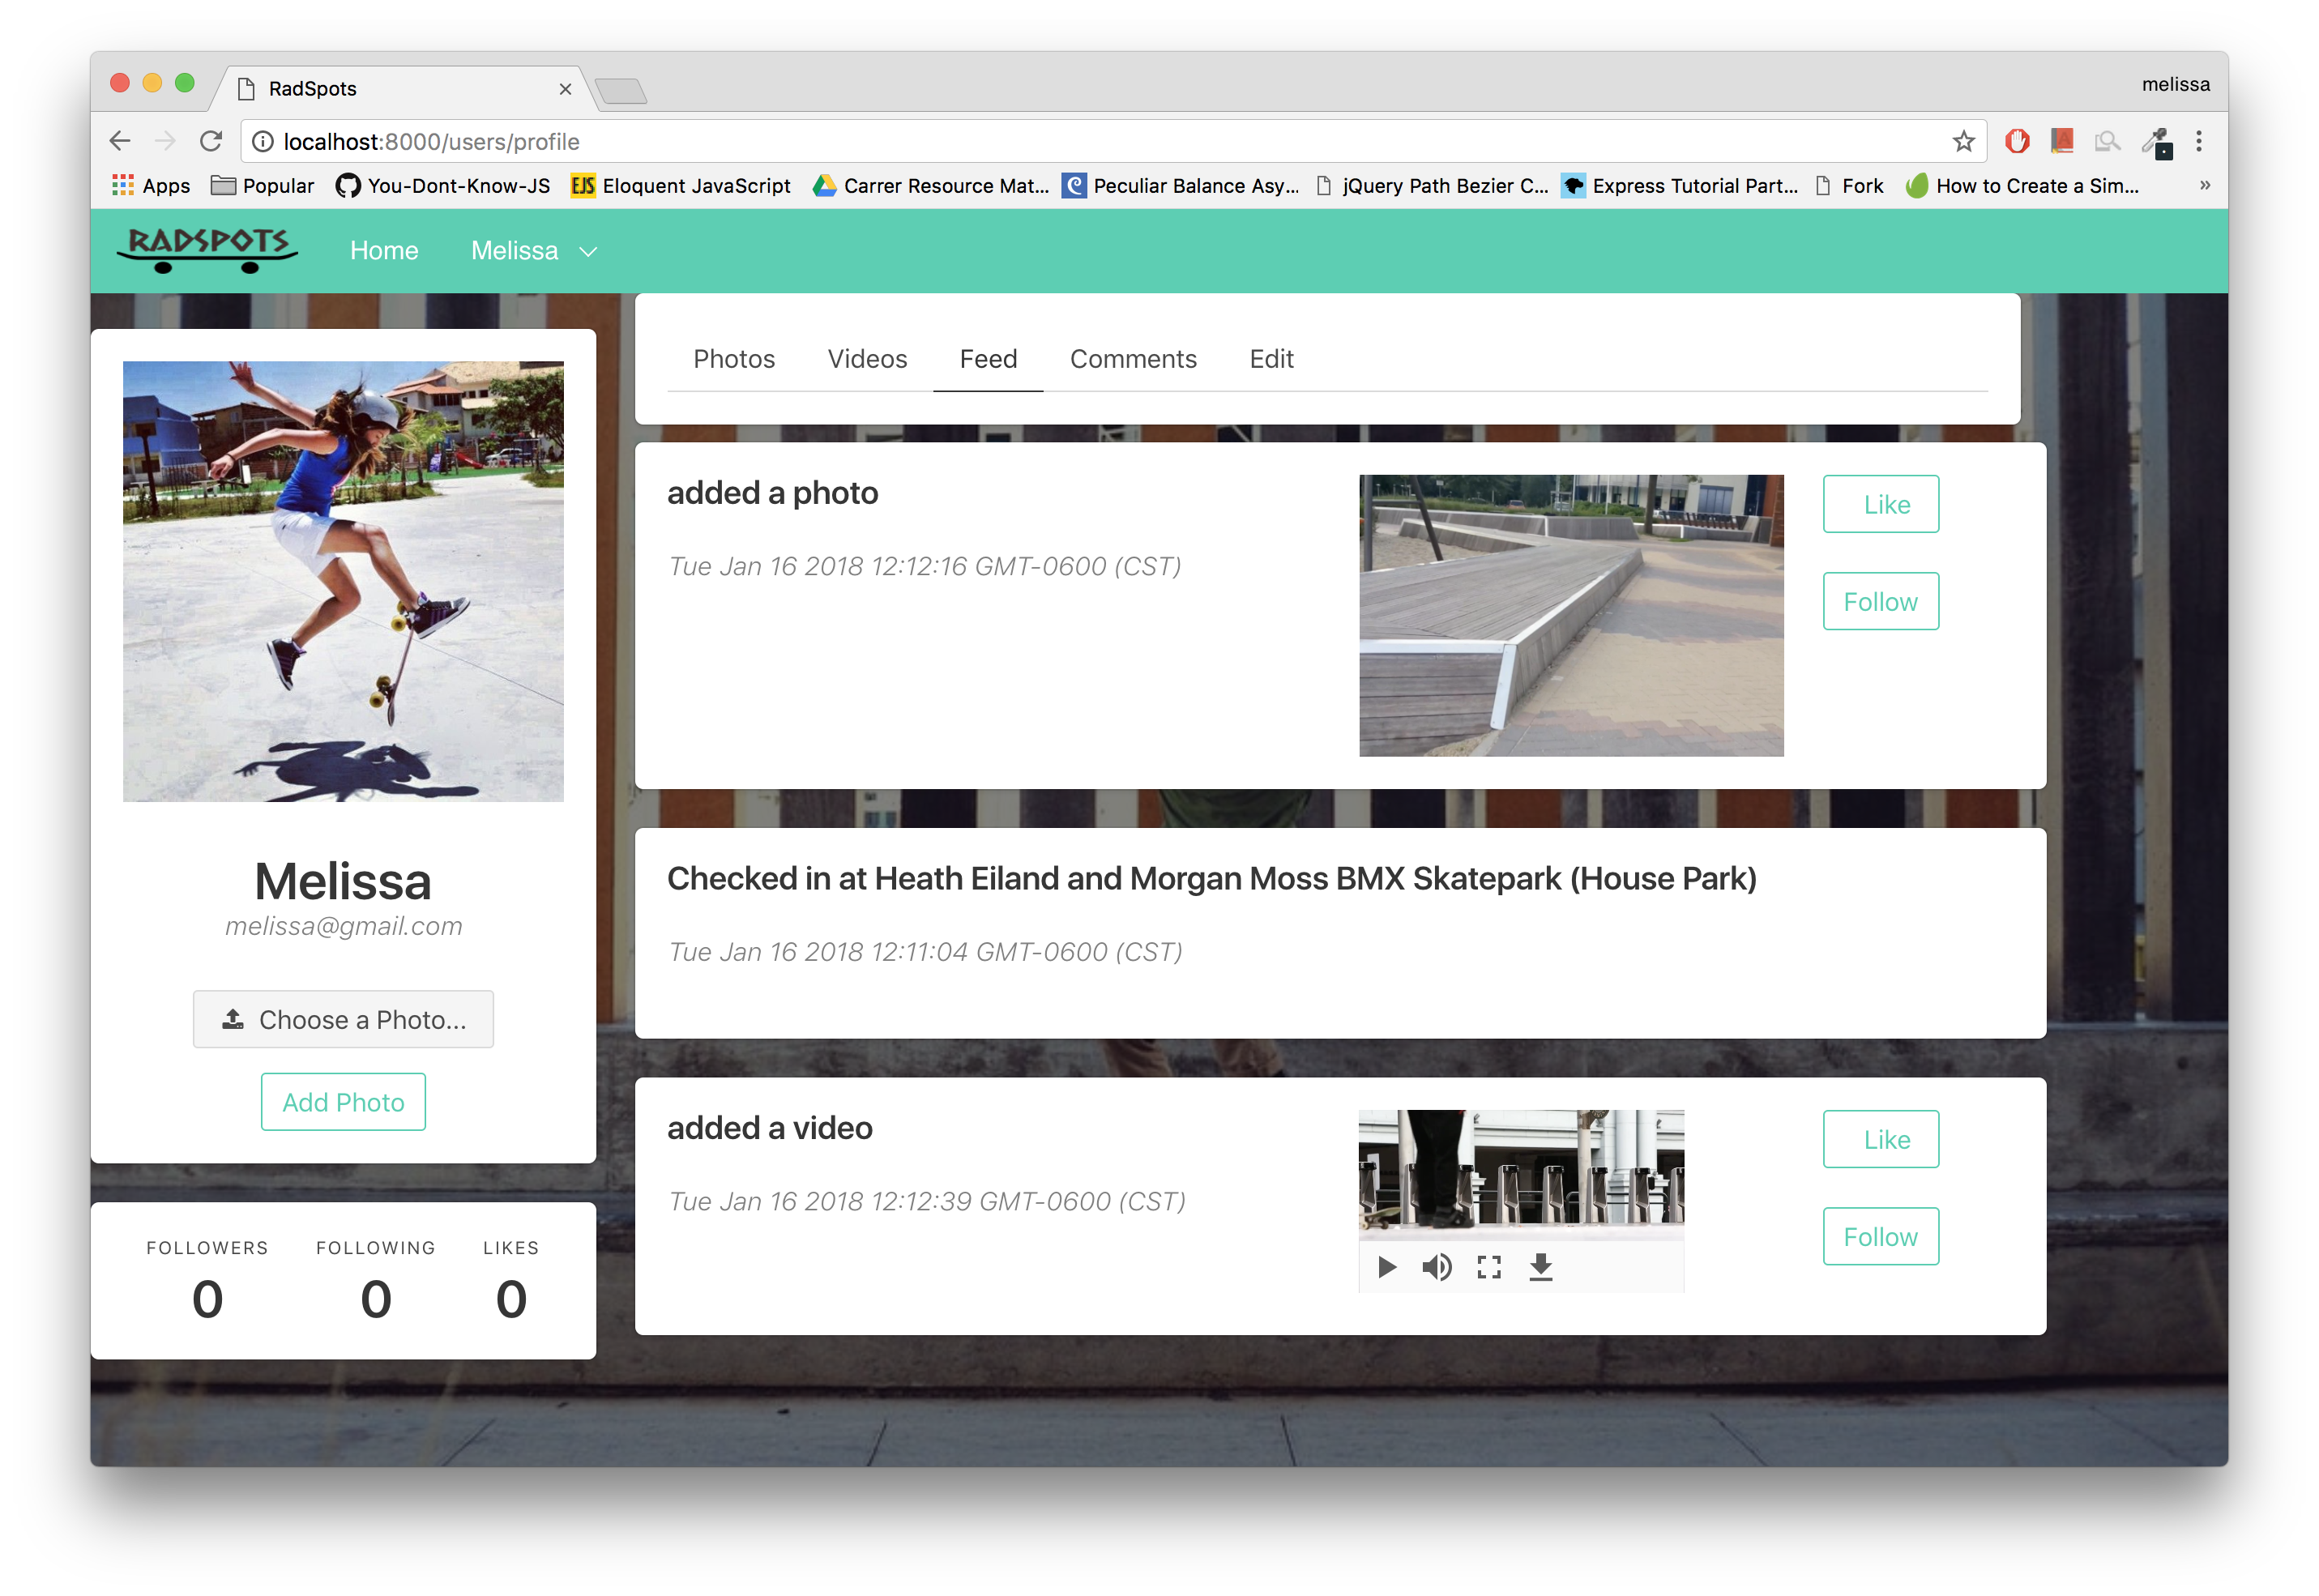 RadSpots
melissa
localhost:8000/users/profile
Apps Popular You-Dont-Know-JS Eloquent JavaScript Carrer Resource Mat... Peculiar Balance Asy... jQuery Path Bezier C... Express Tutorial Part... Fork How to Create a Sim... »
RADSPOTS Home Melissa
Photos Videos Feed Comments Edit
Melissa
melissa@gmail.com
Choose a Photo...
Add Photo
FOLLOWERS FOLLOWING LIKES
0 0 0
added a photo
Tue Jan 16 2018 12:12:16 GMT-0600 (CST)
Like
Follow
Checked in at Heath Eiland and Morgan Moss BMX Skatepark (House Park)
Tue Jan 16 2018 12:11:04 GMT-0600 (CST)
added a video
Tue Jan 16 2018 12:12:39 GMT-0600 (CST)
Like
Follow